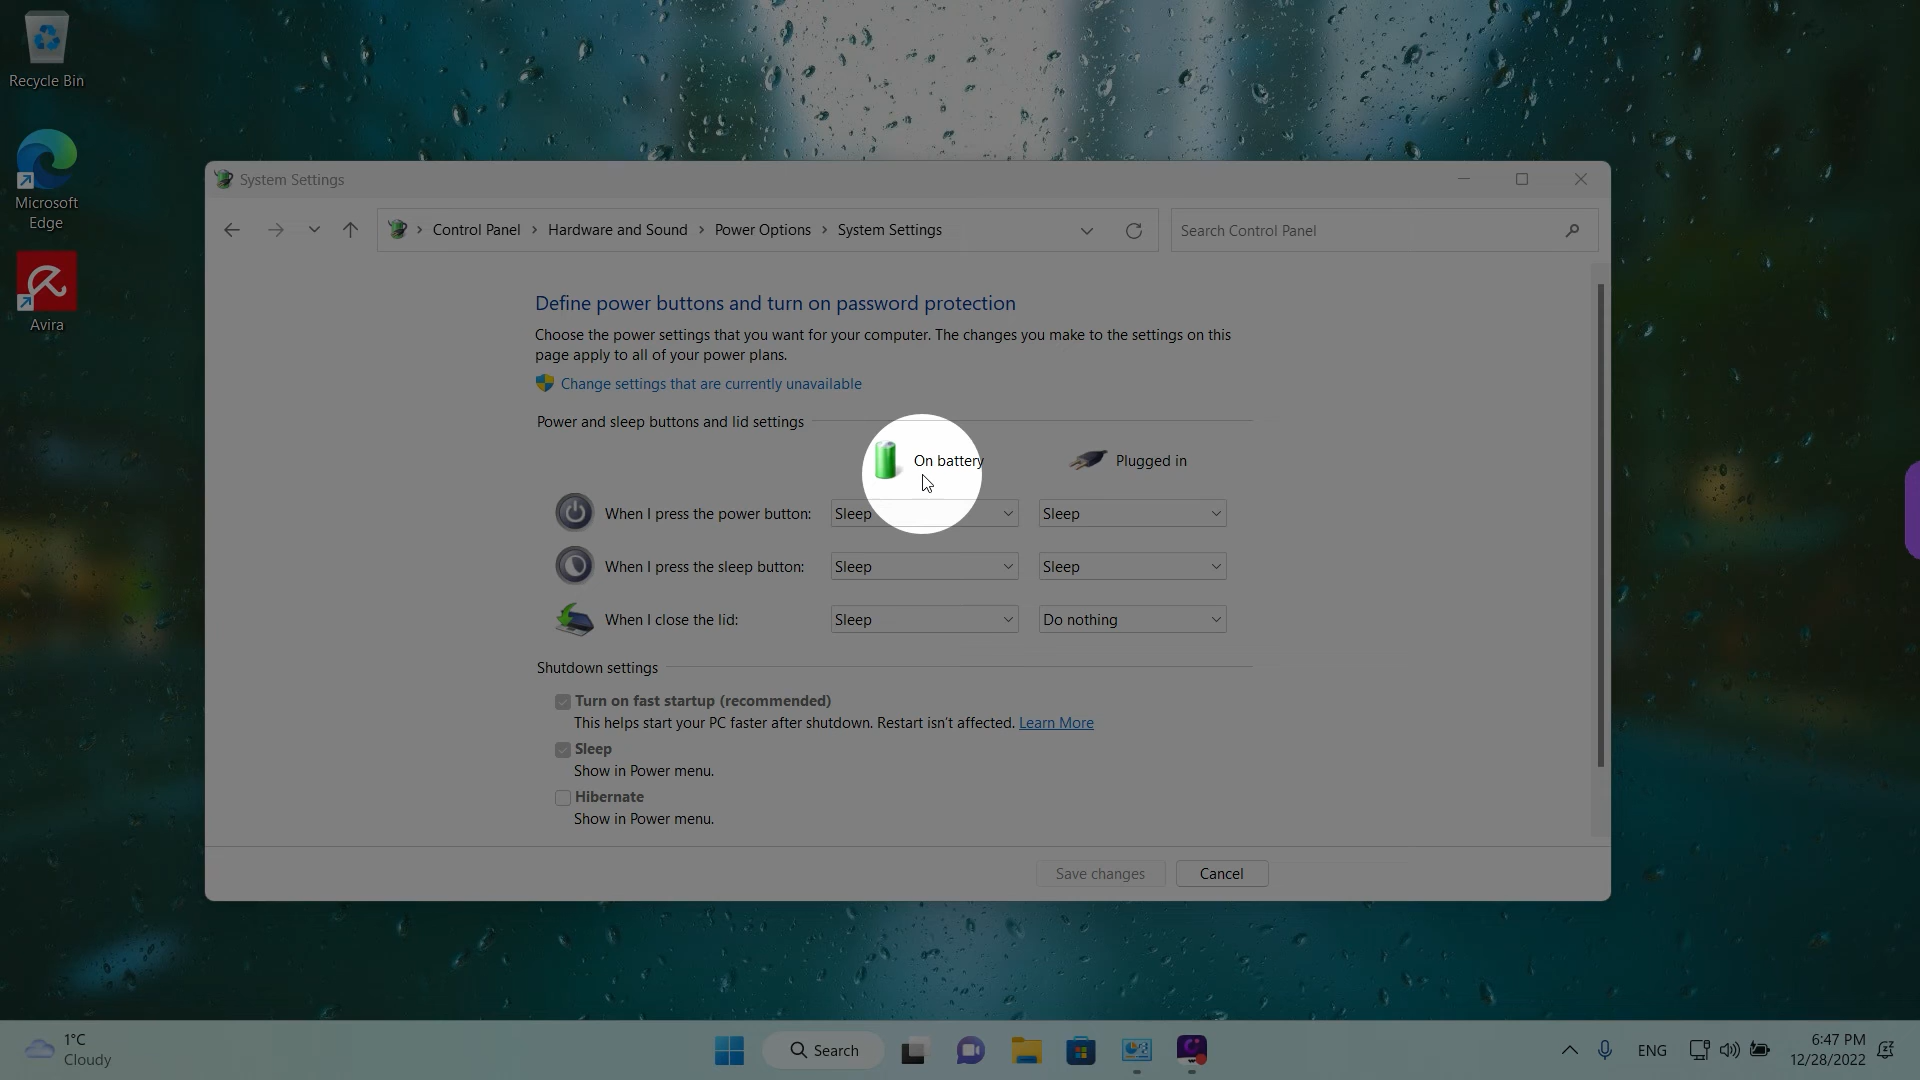 Recycle Bin
Microsoft
Edge
Avira
System Settings
Control Panel > Hardware and Sound > Power Options > System Settings
Search Control Panel
Define power buttons and turn on password protection
Choose the power settings that you want for your computer. The changes you make to the settings on this
page apply to all of your power plans.
Change settings that are currently unavailable
Power and sleep buttons and lid settings
On battery Plugged in
When I press the power button: Sleep Sleep
When I press the sleep button: Sleep Sleep
When I close the lid: Sleep Do nothing
Shutdown settings
Turn on fast startup (recommended)
This helps start your PC faster after shutdown. Restart isn't affected. Learn More
Sleep
Show in Power menu.
Hibernate
Show in Power menu.
Save changes Cancel
1°C
Cloudy
Search
ENG
6:47 PM
12/28/2022